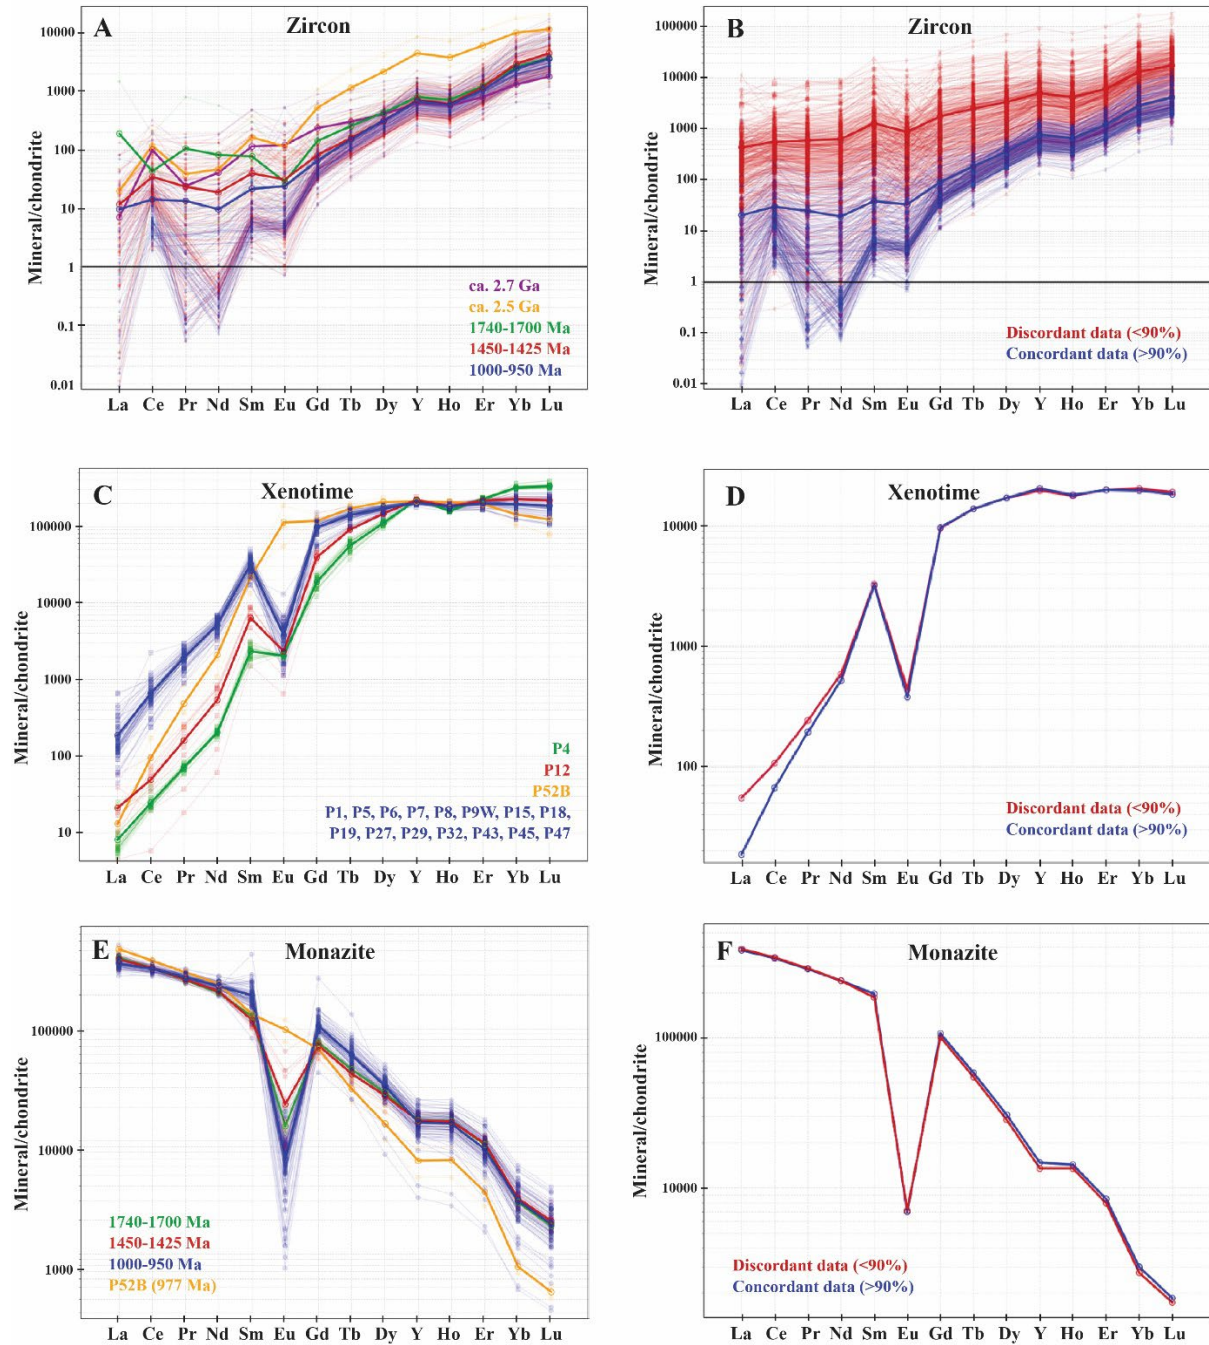 A
Zircon
Mineral/chondrite
10000
1000
100
10
1
0.1
0.01
ca. 2.7 Ga
ca. 2.5 Ga
1740-1700 Ma
1450-1425 Ma
1000-950 Ma
La Ce Pr Nd Sm Eu Gd Tb Dy Y Ho Er Yb Lu
B
Zircon
Mineral/chondrite
100000
10000
1000
100
10
1
0.1
0.01
Discordant data (<90%)
Concordant data (>90%)
La Ce Pr Nd Sm Eu Gd Tb Dy Y Ho Er Yb Lu
C
Xenotime
Mineral/chondrite
100000
10000
1000
100
10
P4
P12
P52B
P1, P5, P6, P7, P8, P9W, P15, P18,
P19, P27, P29, P32, P43, P45, P47
La Ce Pr Nd Sm Eu Gd Tb Dy Y Ho Er Yb Lu
D
Xenotime
Mineral/chondrite
10000
1000
100
Discordant data (<90%)
Concordant data (>90%)
La Ce Pr Nd Sm Eu Gd Tb Dy Y Ho Er Yb Lu
E
Monazite
Mineral/chondrite
100000
10000
1000
1740-1700 Ma
1450-1425 Ma
1000-950 Ma
P52B (977 Ma)
La Ce Pr Nd Sm Eu Gd Tb Dy Y Ho Er Yb Lu
F
Monazite
Mineral/chondrite
100000
10000
Discordant data (<90%)
Concordant data (>90%)
La Ce Pr Nd Sm Eu Gd Tb Dy Y Ho Er Yb Lu